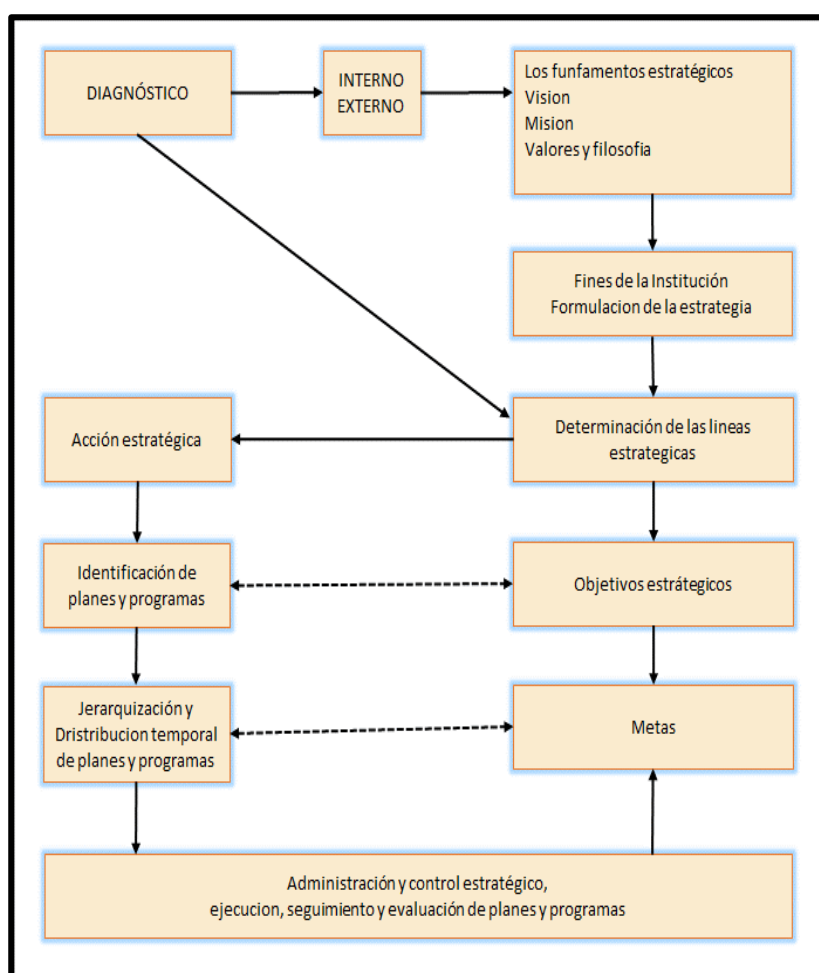 DIAGNÓSTICO
INTERNO
EXTERNO
Los funfamentos estratégicos
Vision
Mision
Valores y filosofia
Fines de la Institución
Formulacion de la estrategia
Determinación de las lineas
estrategicas
Acción estratégica
Identificación de
planes y programas
Objetivos estrátegicos
Jerarquización y
Dristribucion temporal
de planes y programas
Metas
Administración y control estratégico,
ejecucion, seguimiento y evaluación de planes y programas